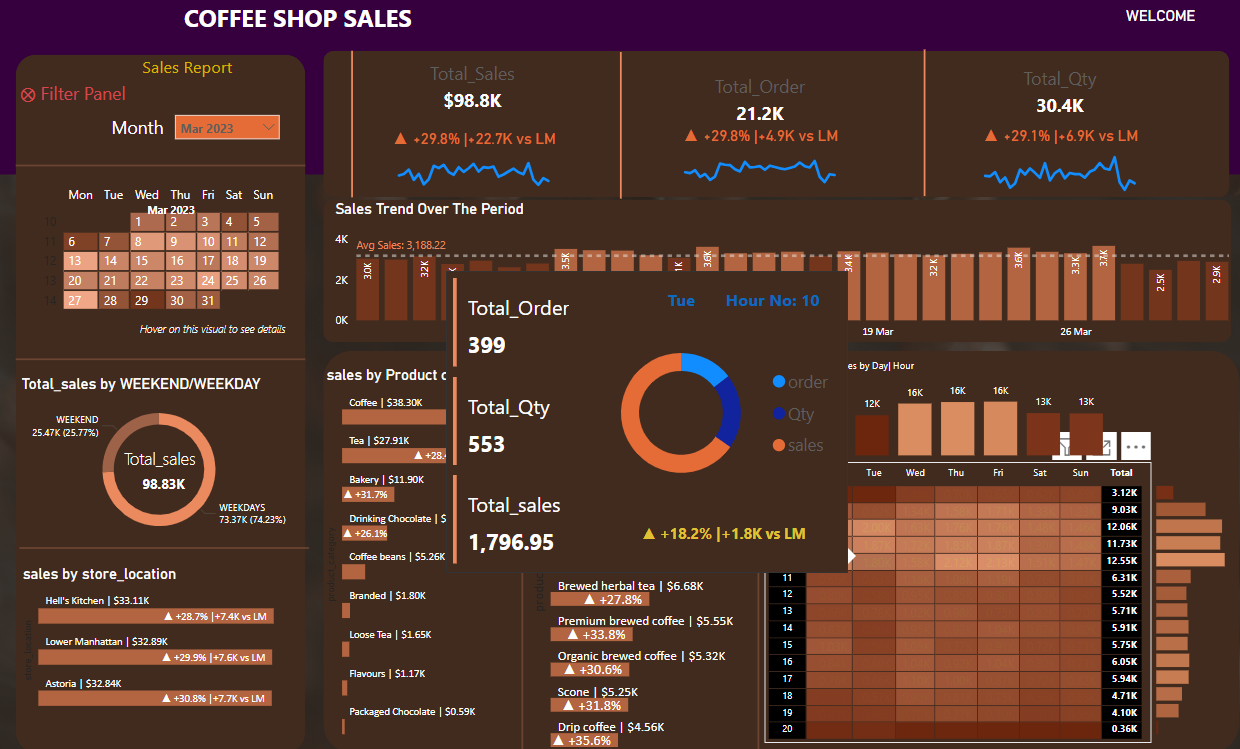 COFFEE SHOP SALES
WELCOME
Sales Report
Filter Panel
Month
Mar 2023
Mon Tue Wed Thu Fri Sat Sun
Mar 2023
10 1 2 3 4 5
11 6 7 8 9 10 11 12
12 13 14 15 16 17 18 19
13 20 21 22 23 24 25 26
14 27 28 29 30 31
Hover on this visual to see details
Total_sales by WEEKEND/WEEKDAY
WEEKEND
25.47K (25.77%)
Total_sales
98.83K
WEEKDAYS
73.37K (74.23%)
sales by store_location
store_location
Hell's Kitchen | $33.11K
▲ +28.7% |+7.4K vs LM
Lower Manhattan | $32.89K
▲ +29.9% |+7.6K vs LM
Astoria | $32.84K
▲ +30.8% |+7.7K vs LM
Total_Sales
$98.8K
▲ +29.8% |+22.7K vs LM
Total_Order
21.2K
▲ +29.8% |+4.9K vs LM
Total_Qty
30.4K
▲ +29.1% |+6.9K vs LM
Sales Trend Over The Period
4K
2K
0K
Avg Sales: 3,188.22
3.0K
3.2K
3.5K
3.6K
3.4K
3.2K
3.6K
3.3K
3.7K
2.5K
2.9K
19 Mar
26 Mar
sales by Product c
product_category
Coffee | $38.30K
Tea | $27.91K
▲ +28.
Bakery | $11.90K
▲ +31.7%
Drinking Chocolate | $
▲ +26.1%
Coffee beans | $5.26K
Branded | $1.80K
Loose Tea | $1.65K
Flavours | $1.17K
Packaged Chocolate | $0.59K
Total_Order
399
Total_Qty
553
Total_sales
1,796.95
Tue Hour No: 10
order
Qty
sales
▲ +18.2% |+1.8K vs LM
product
Brewed herbal tea | $6.68K
▲ +27.8%
Premium brewed coffee | $5.55K
▲ +33.8%
Organic brewed coffee | $5.32K
▲ +30.6%
Scone | $5.25K
▲ +31.8%
Drip coffee | $4.56K
▲ +35.6%
es by Day| Hour
12K 16K 16K 16K 13K 13K
Tue Wed Thu Fri Sat Sun Total
3.12K
9.03K
12.06K
11.73K
12.55K
11 6.31K
12 5.52K
13 5.71K
14 5.91K
15 5.75K
16 6.05K
17 5.94K
18 4.71K
19 4.10K
20 0.36K